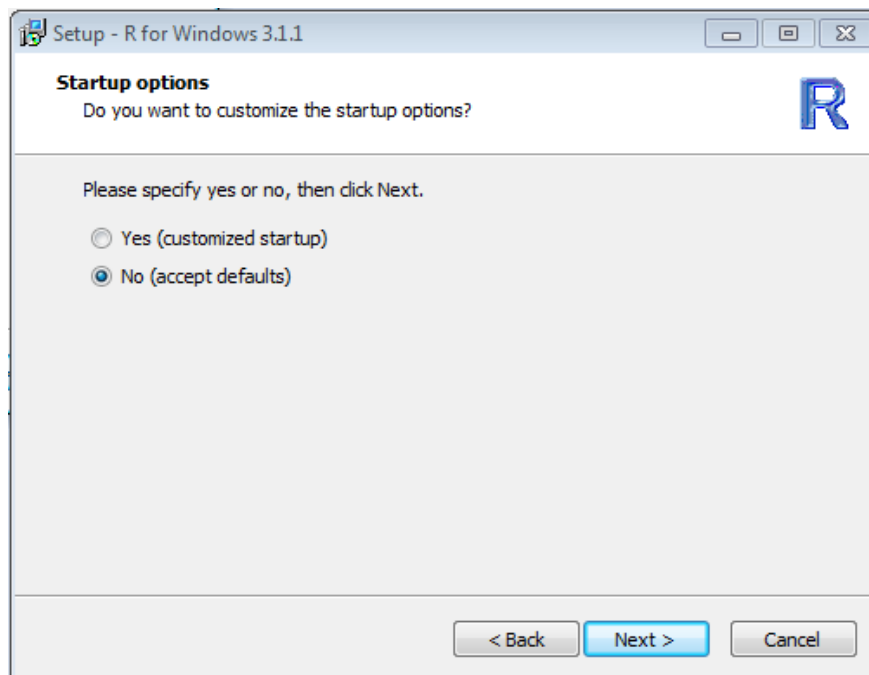 Setup - R for Windows 3.1.1
Startup options
Do you want to customize the startup options?
R
Please specify yes or no, then click Next.
Yes (customized startup)
No (accept defaults)
< Back Next > Cancel